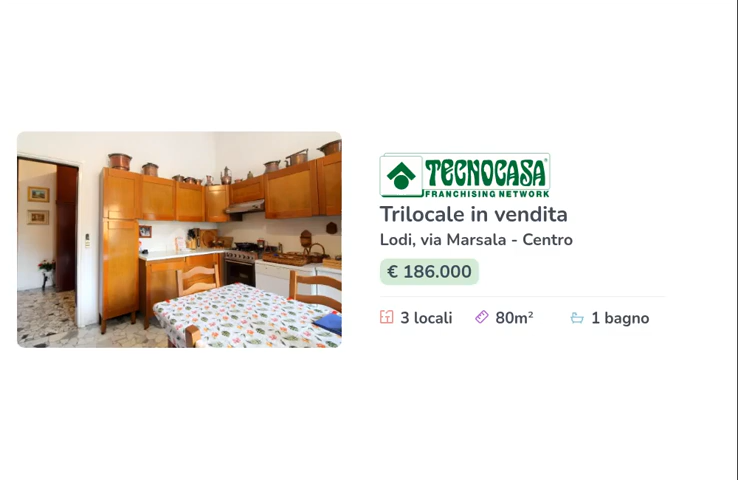 TECNOCASA
FRANCHISING NETWORK
Trilocale in vendita
Lodi, via Marsala - Centro
€ 186.000
3 locali 80m² 1 bagno